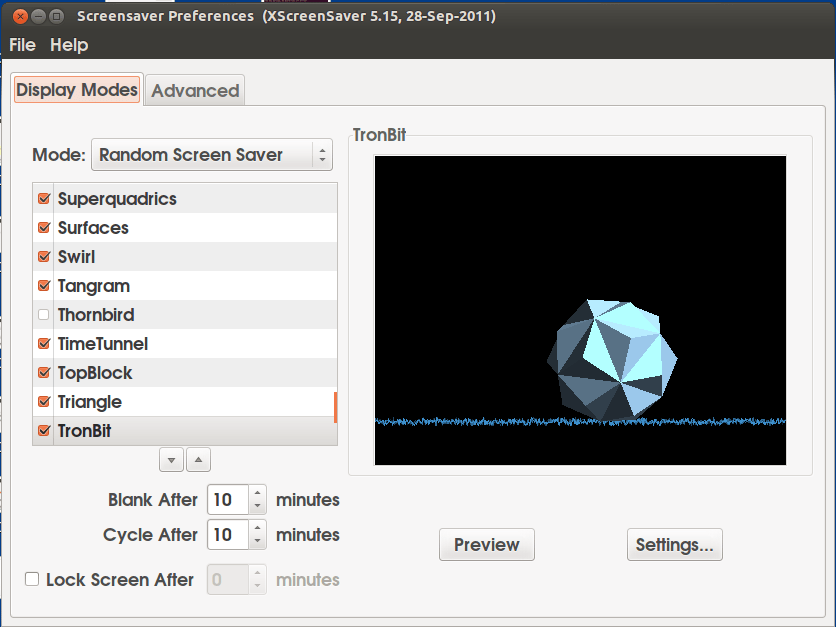 Screensaver Preferences  (XScreenSaver 5.15, 28-Sep-2011)
File Help
Display Modes Advanced
Mode: Random Screen Saver
TronBit
Superquadrics
Surfaces
Swirl
Tangram
Thornbird
TimeTunnel
TopBlock
Triangle
TronBit
Blank After 10 minutes
Cycle After 10 minutes
Preview Settings...
Lock Screen After 0 minutes